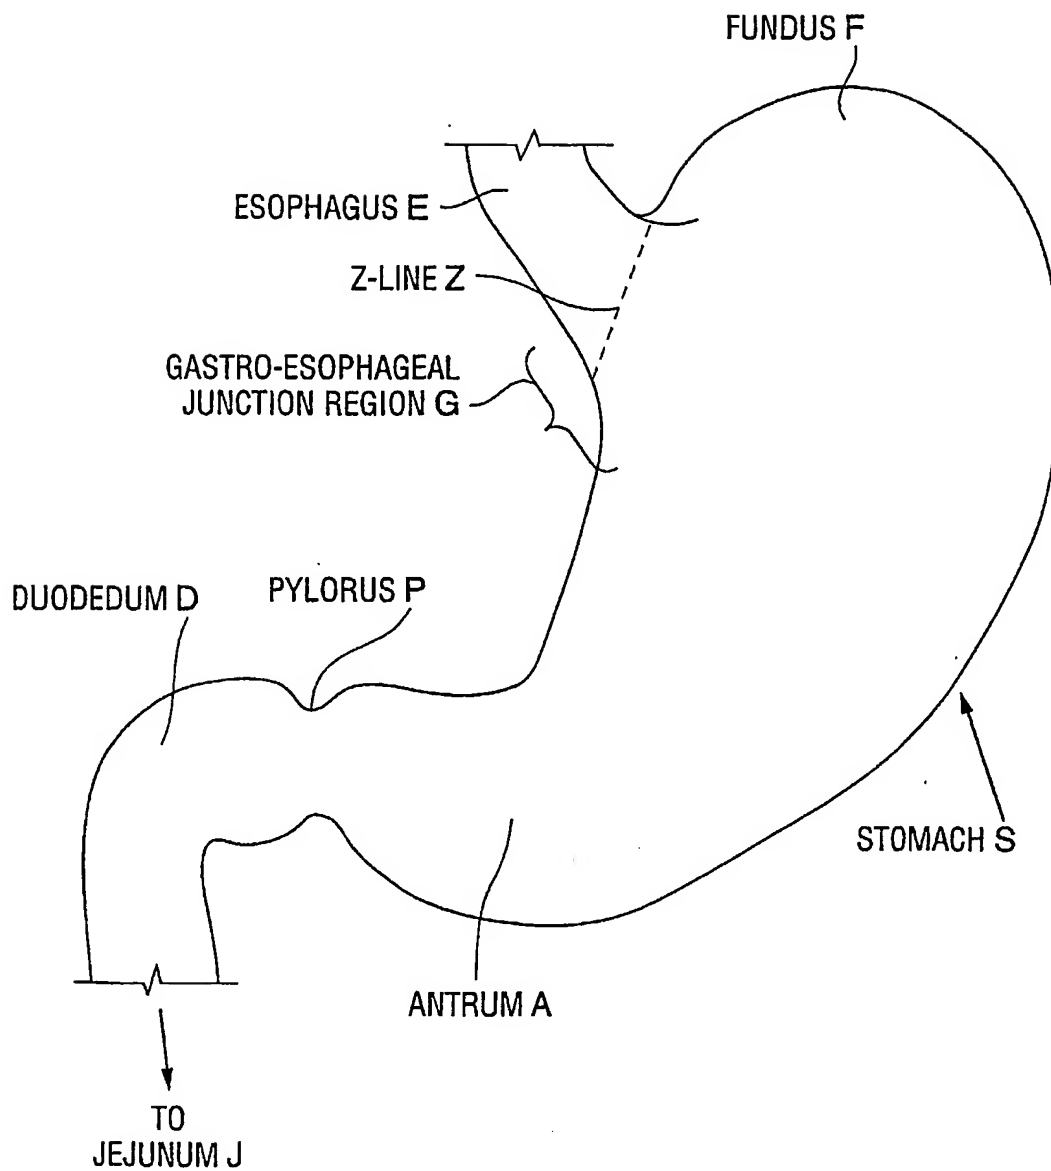 FUNDUS F
ESOPHAGUS E
Z-LINE Z
GASTRO-ESOPHAGEAL
JUNCTION REGION G
DUODEDUM D
PYLORUS P
STOMACH S
ANTRUM A
TO
JEJUNUM J